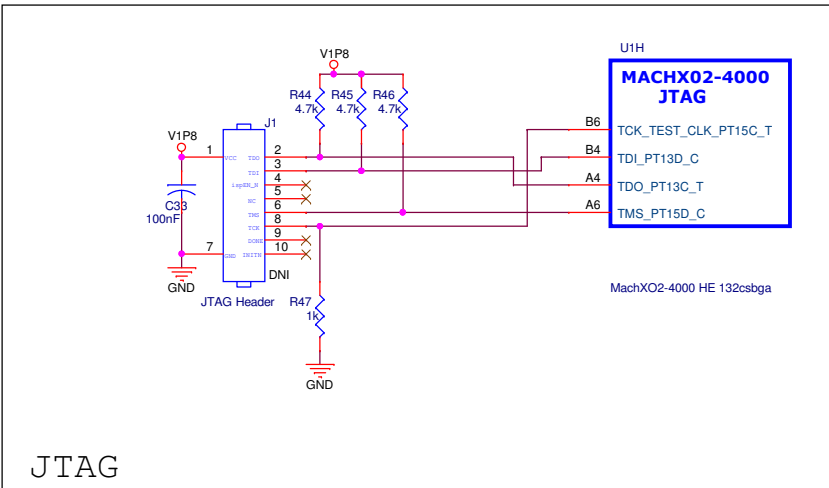 V1P8
R44
4.7k
R45
4.7k
R46
4.7k
U1H
MACHX02-4000
JTAG
B6
TCK_TEST_CLK_PT15C_T
B4
TDI_PT13D_C
A4
TDO_PT13C_T
A6
TMS_PT15D_C
MachXO2-4000 HE 132csbga
V1P8
J1
1
VCC
TDO
2
TDI
3
ispEN_N
4
NC
5
TMS
6
TCK
8
DONE
9
INITN
10
7
GND
DNI
JTAG Header
C33
100nF
GND
R47
1k
GND
JTAG